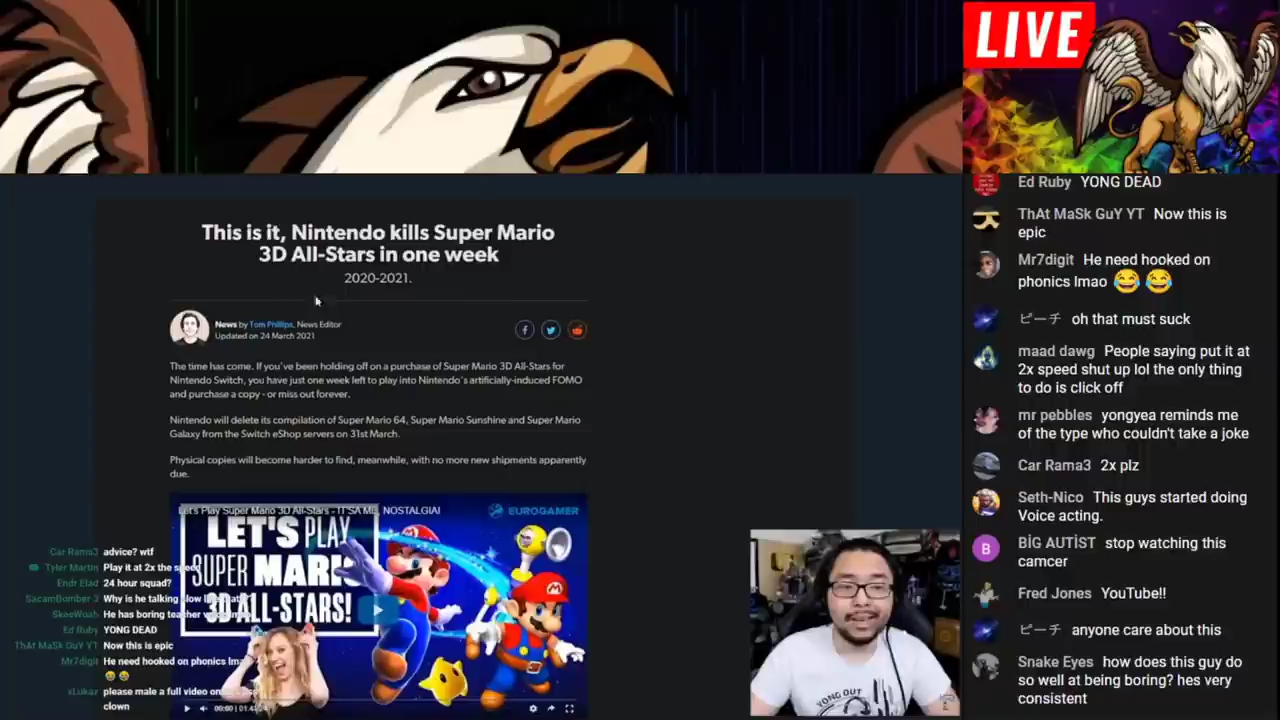 LIVE
This is it, Nintendo kills Super Mario
3D All-Stars in one week
2020-2021.
News by Tom Phillips, News Editor
Updated on 24 March 2021
The time has come. If you've been holding off on a purchase of Super Mario 3D All-Stars for
Nintendo Switch, you have just one week left to play into Nintendo's artificially-induced FOMO
and purchase a copy - or miss out forever.
Nintendo will delete its compilation of Super Mario 64, Super Mario Sunshine and Super Mario
Galaxy from the Switch eShop servers on 31st March.
Physical copies will become harder to find, meanwhile, with no more new shipments apparently
due.
Let's Play Super Mario 3D All-Stars - IT'S A ME, NOSTALGIA!
EUROGAMER
LET'S PLAY
SUPER MARIO
3D ALL-STARS!
00:00
Car Rama3 advice? wtf
Tyler Martin Play it at 2x the speed
Endr Elad 24 hour squad?
SacamBomber 3 Why is he talking
SkeeWoah He has boring teacher
Ed Ruby YONG DEAD
ThAt MaSk GuY YT Now this is epic
Mr7digit He need hooked on phonics lmao
😂 😂
xLukaz please male a full video
clown
YONG OUT
Ed Ruby YONG DEAD
ThAt MaSk GuY YT Now this is
epic
Mr7digit He need hooked on
phonics lmao 😂 😂
ピーチ oh that must suck
maad dawg People saying put it at
2x speed shut up lol the only thing
to do is click off
mr pebbles yongyea reminds me
of the type who couldn't take a joke
Car Rama3 2x plz
Seth-Nico This guys started doing
Voice acting.
B
BİG AUTİST stop watching this
camcer
Fred Jones YouTube!!
ピーチ anyone care about this
Snake Eyes how does this guy do
so well at being boring? hes very
consistent